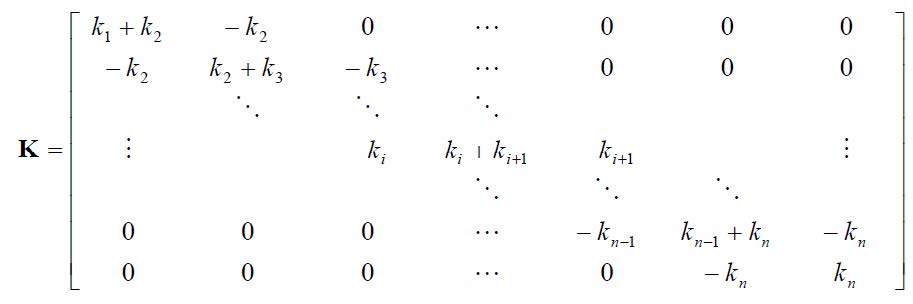 k₁ + k₂ −k₂ 0 ⋯ 0 0 0
−k₂ k₂ + k₃ −k₃ ⋯ 0 0 0
⋱ ⋱ ⋱
K = ⋮ kᵢ kᵢ ı kᵢ₊₁ kᵢ₊₁ ⋮
⋱ ⋱ ⋱
0 0 0 ⋯ −kₙ₋₁ kₙ₋₁ + kₙ −kₙ
0 0 0 ⋯ 0 −kₙ kₙ